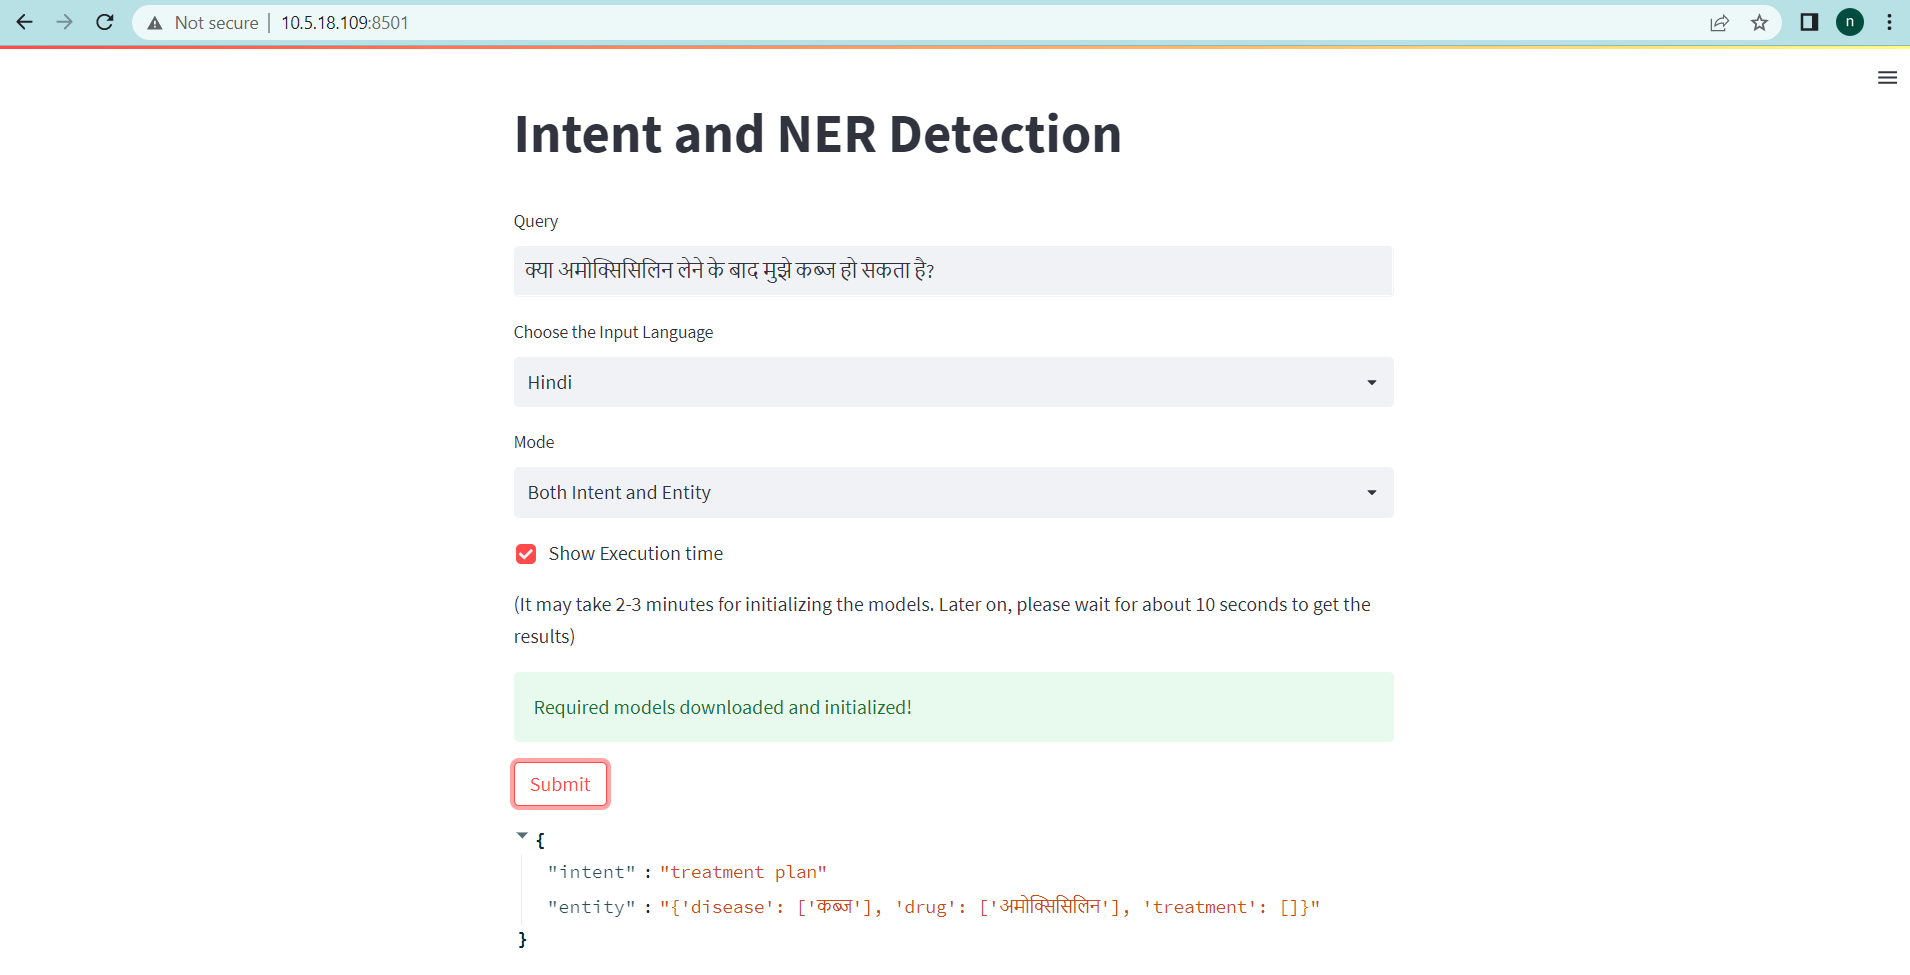 Not secure | 10.5.18.109:8501
n
Intent and NER Detection
Query
क्या अमोक्सिसिलिन लेने के बाद मुझे कब्ज हो सकता है?
Choose the Input Language
Hindi
Mode
Both Intent and Entity
Show Execution time
(It may take 2-3 minutes for initializing the models. Later on, please wait for about 10 seconds to get the
results)
Required models downloaded and initialized!
Submit
{
"intent" : "treatment plan"
"entity" : "{'disease': ['कब्ज'], 'drug': ['अमोक्सिसिलिन'], 'treatment': []}"
}